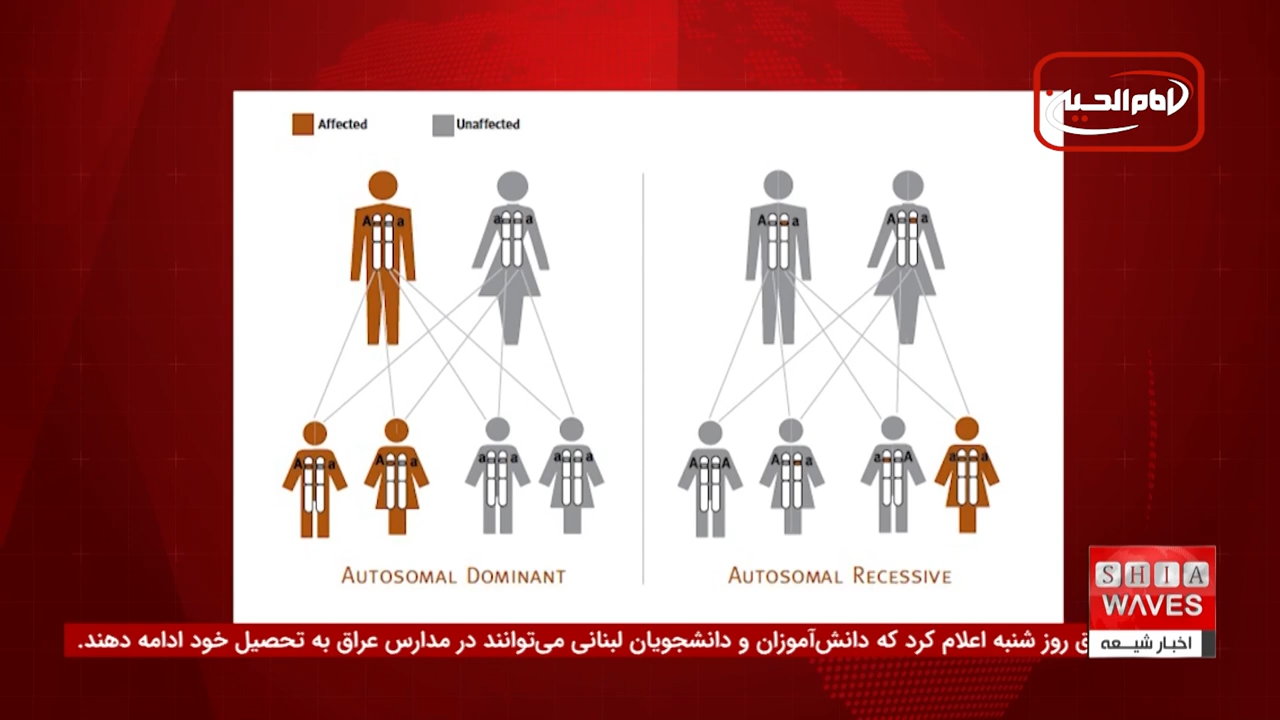 Affected
Unaffected
امام الحسین
A a
a a
A a
A a
A a
A a
a a
a a
A A
A a
a A
a a
AUTOSOMAL DOMINANT
AUTOSOMAL RECESSIVE
SHIA
WAVES
اخبار شیعه
ق روز شنبه اعلام کرد که دانش‌آموزان و دانشجویان لبنانی می‌توانند در مدارس عراق به تحصیل خود ادامه دهند.